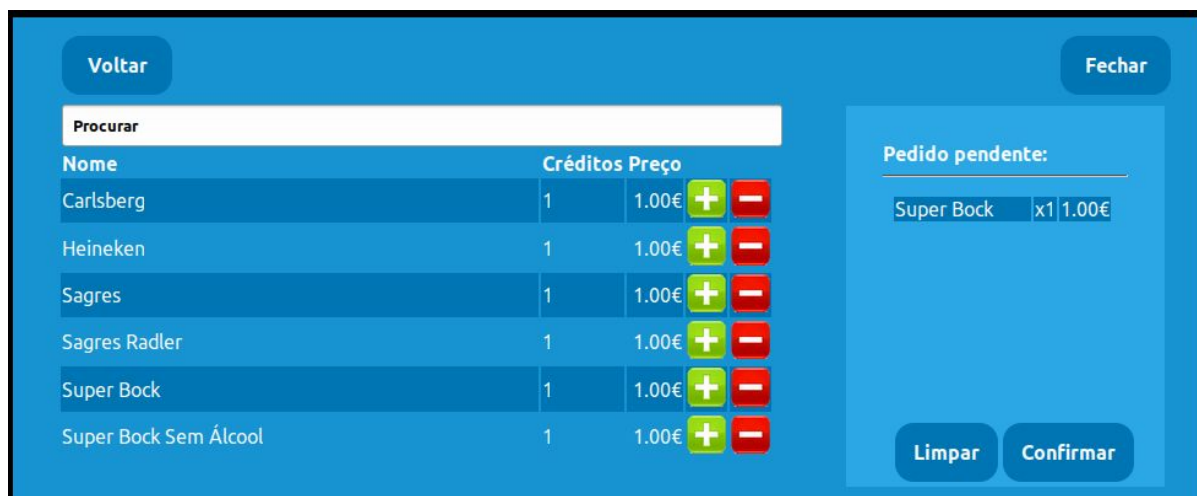 Voltar
Fechar
Procurar
Nome Créditos Preço
Carlsberg 1 1.00€
Heineken 1 1.00€
Sagres 1 1.00€
Sagres Radler 1 1.00€
Super Bock 1 1.00€
Super Bock Sem Álcool 1 1.00€
Pedido pendente:
Super Bock x1 1.00€
Limpar Confirmar